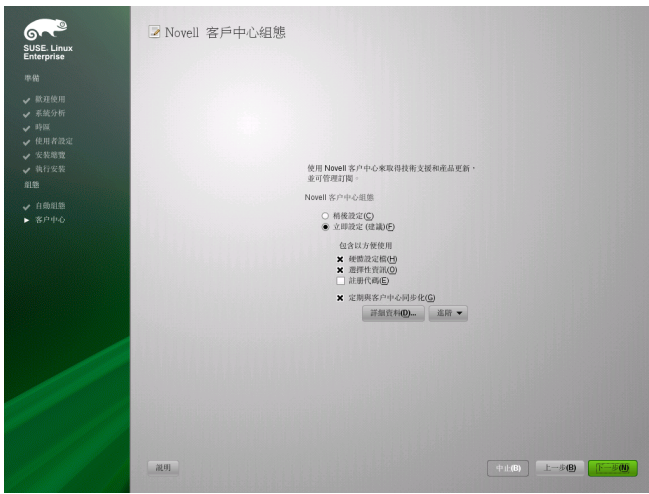 SUSE. Linux
Enterprise
準備
歡迎使用
系統分析
時區
使用者設定
安裝總覽
執行安裝
組態
自動組態
客戶中心
Novell 客戶中心組態
使用 Novell 客戶中心來取得技術支援和產品更新，
並可管理訂閱。
Novell 客戶中心組態
稍後設定(C)
立即設定 (建議)(F)
包含以方便使用
硬體設定檔(H)
選擇性資訊(O)
註冊代碼(E)
定期與客戶中心同步化(G)
詳細資料(D)...
進階
說明
中止(B)
上一步(B)
下一步(N)